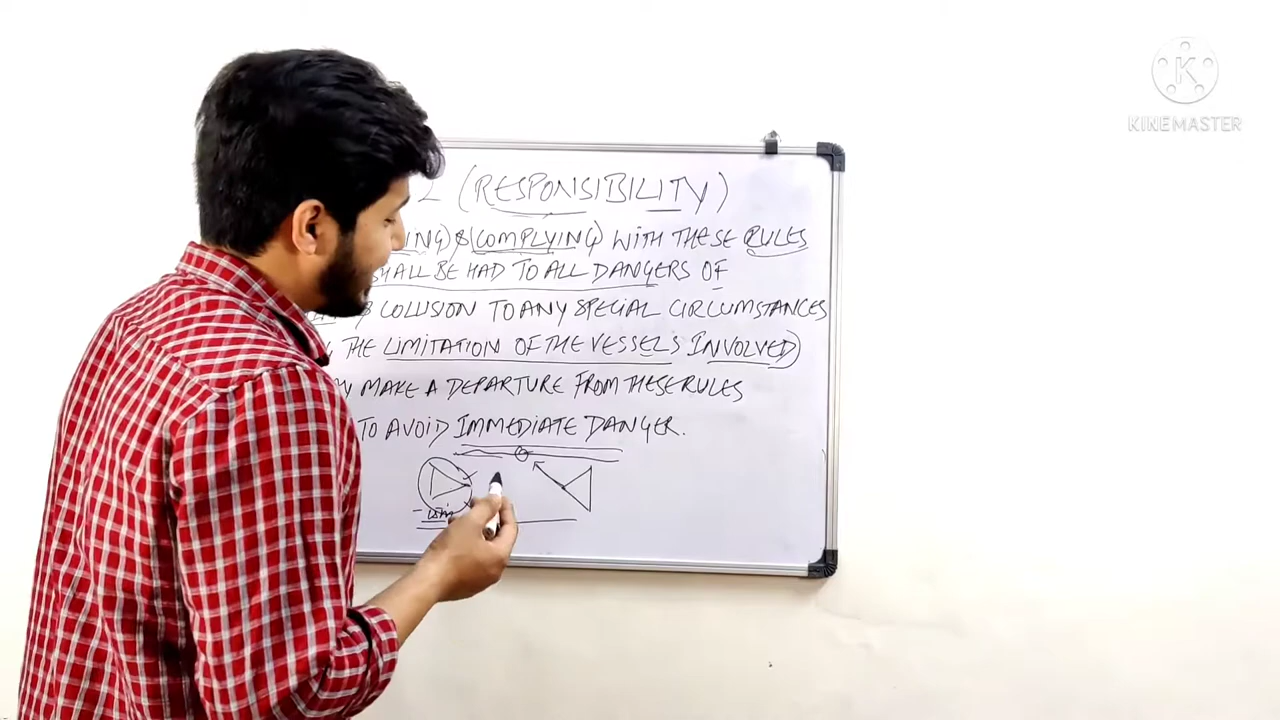 2 (RESPONSIBILITY)
ING) & (COMPLYING) WITH THESE RULES
SHALL BE HAD TO ALL DANGERS OF
& COLLISION TO ANY SPECIAL CIRCUMSTANCES
THE LIMITATION OF THE VESSELS INVOLVED)
MAKE A DEPARTURE FROM THESE RULES
TO AVOID IMMEDIATE DANGER.
K
KINEMASTER